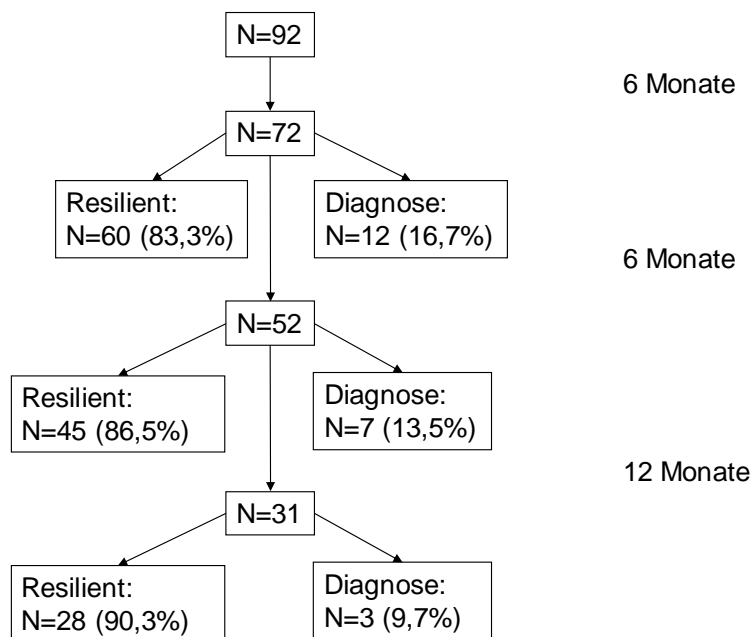 N=92
6 Monate
N=72
Resilient:
N=60 (83,3%)
Diagnose:
N=12 (16,7%)
6 Monate
N=52
Resilient:
N=45 (86,5%)
Diagnose:
N=7 (13,5%)
12 Monate
N=31
Resilient:
N=28 (90,3%)
Diagnose:
N=3 (9,7%)